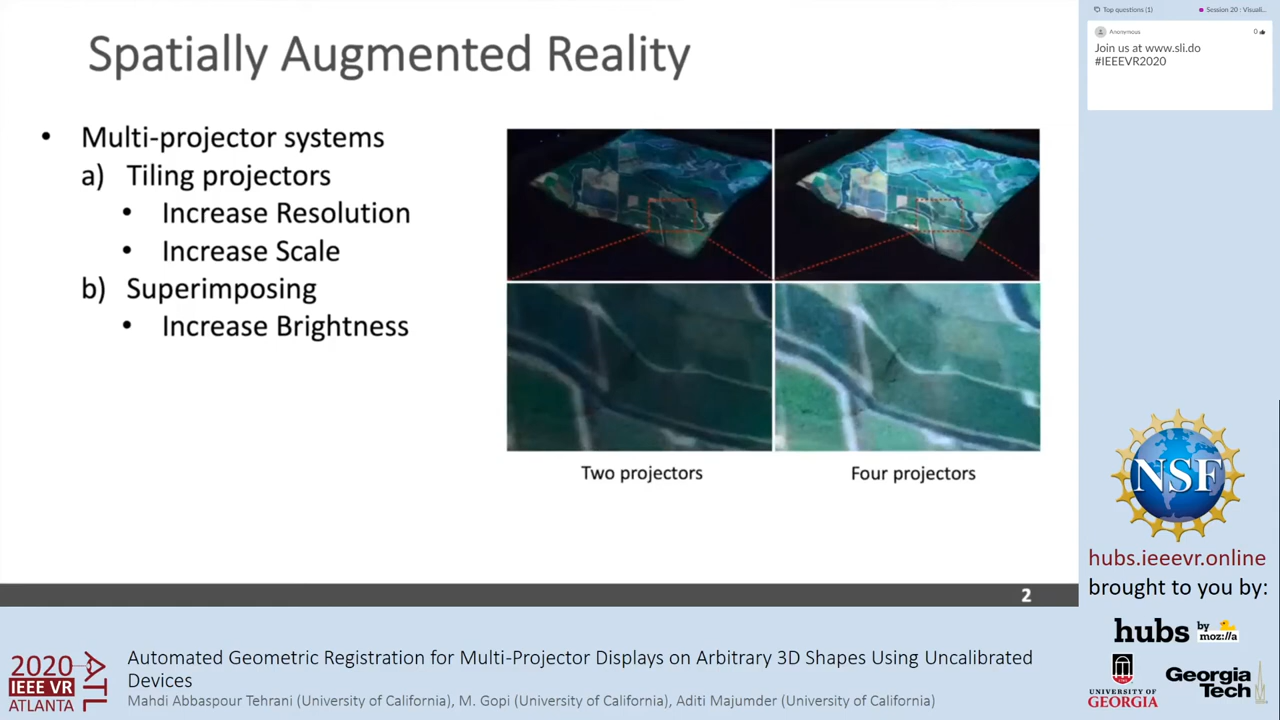 Spatially Augmented Reality
• Multi-projector systems
a) Tiling projectors
• Increase Resolution
• Increase Scale
b) Superimposing
• Increase Brightness
Two projectors
Four projectors
2
Top questions (1)
Session 20 : Visuali...
Anonymous
0
Join us at www.sli.do
#IEEEVR2020
NSF
hubs.ieeevr.online
brought to you by:
hubs by
moz://a
UNIVERSITY OF
GEORGIA
Georgia
Tech
2020
IEEE VR
ATLANTA
ATL
Automated Geometric Registration for Multi-Projector Displays on Arbitrary 3D Shapes Using Uncalibrated
Devices
Mahdi Abbaspour Tehrani (University of California), M. Gopi (University of California), Aditi Majumder (University of California)